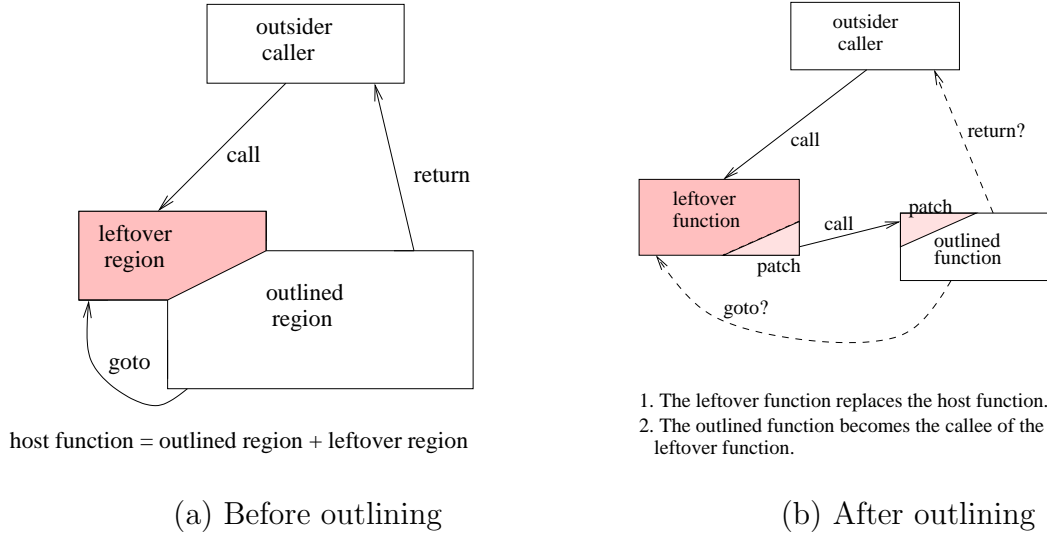 outsider
caller
call
return
leftover
region
outlined
region
goto
host function = outlined region + leftover region
(a) Before outlining
outsider
caller
call
return?
leftover
function
patch
call
patch
outlined
function
goto?
1. The leftover function replaces the host function.
2. The outlined function becomes the callee of the
leftover function.
(b) After outlining